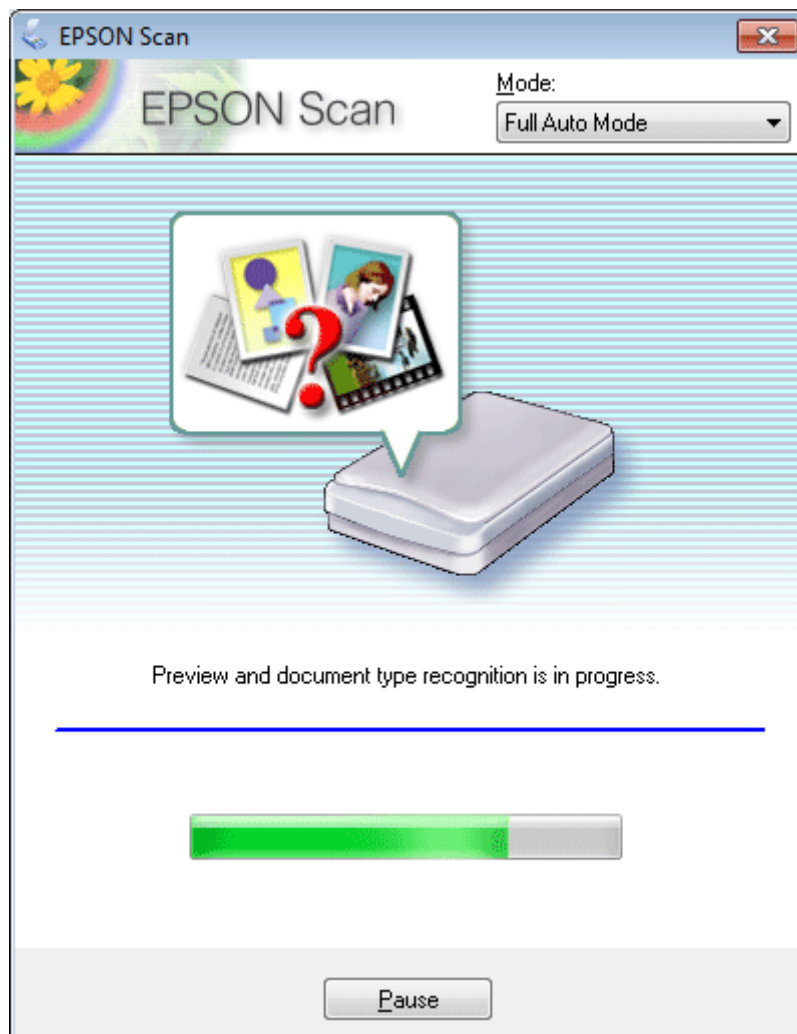 EPSON Scan
EPSON Scan
Mode:
Full Auto Mode
Preview and document type recognition is in progress.
Pause